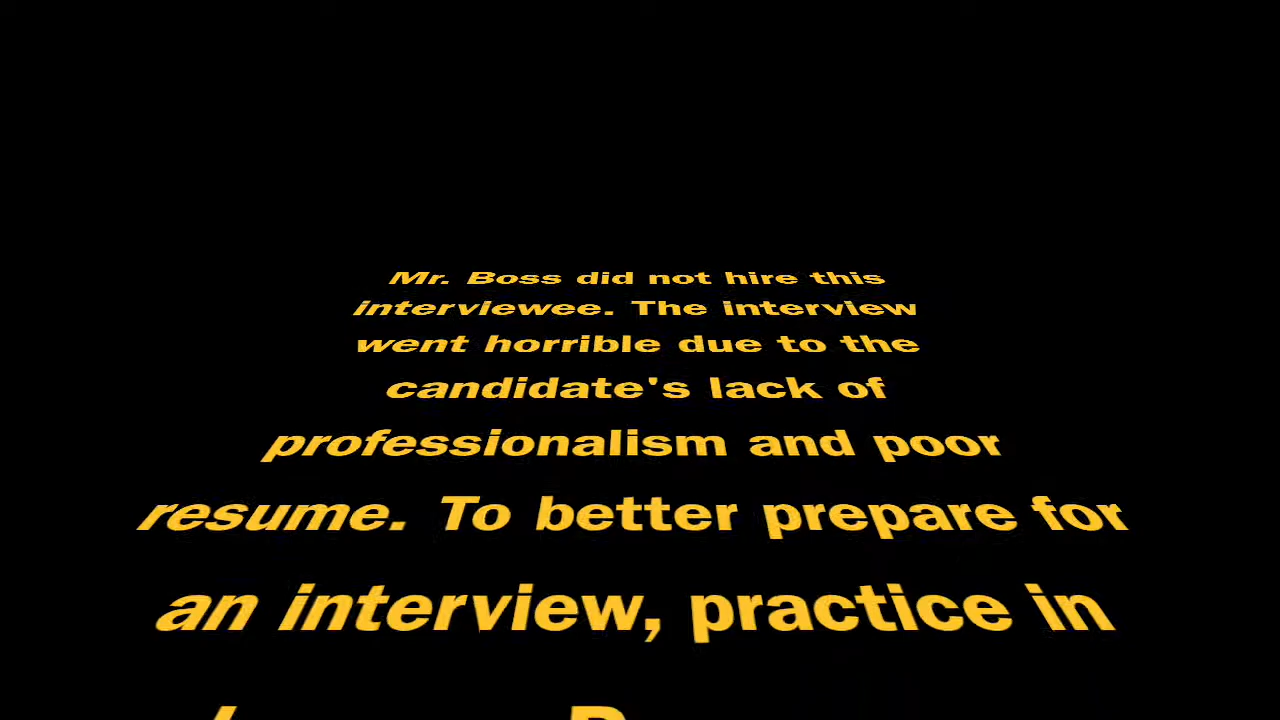 Mr. Boss did not hire this
interviewee. The interview
went horrible due to the
candidate's lack of
professionalism and poor
resume. To better prepare for
an interview, practice in